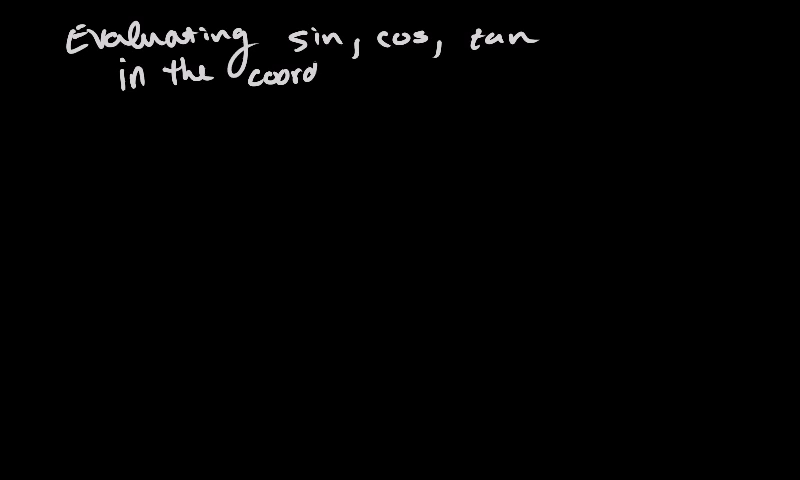 Evaluating sin, cos, tan
in the coord